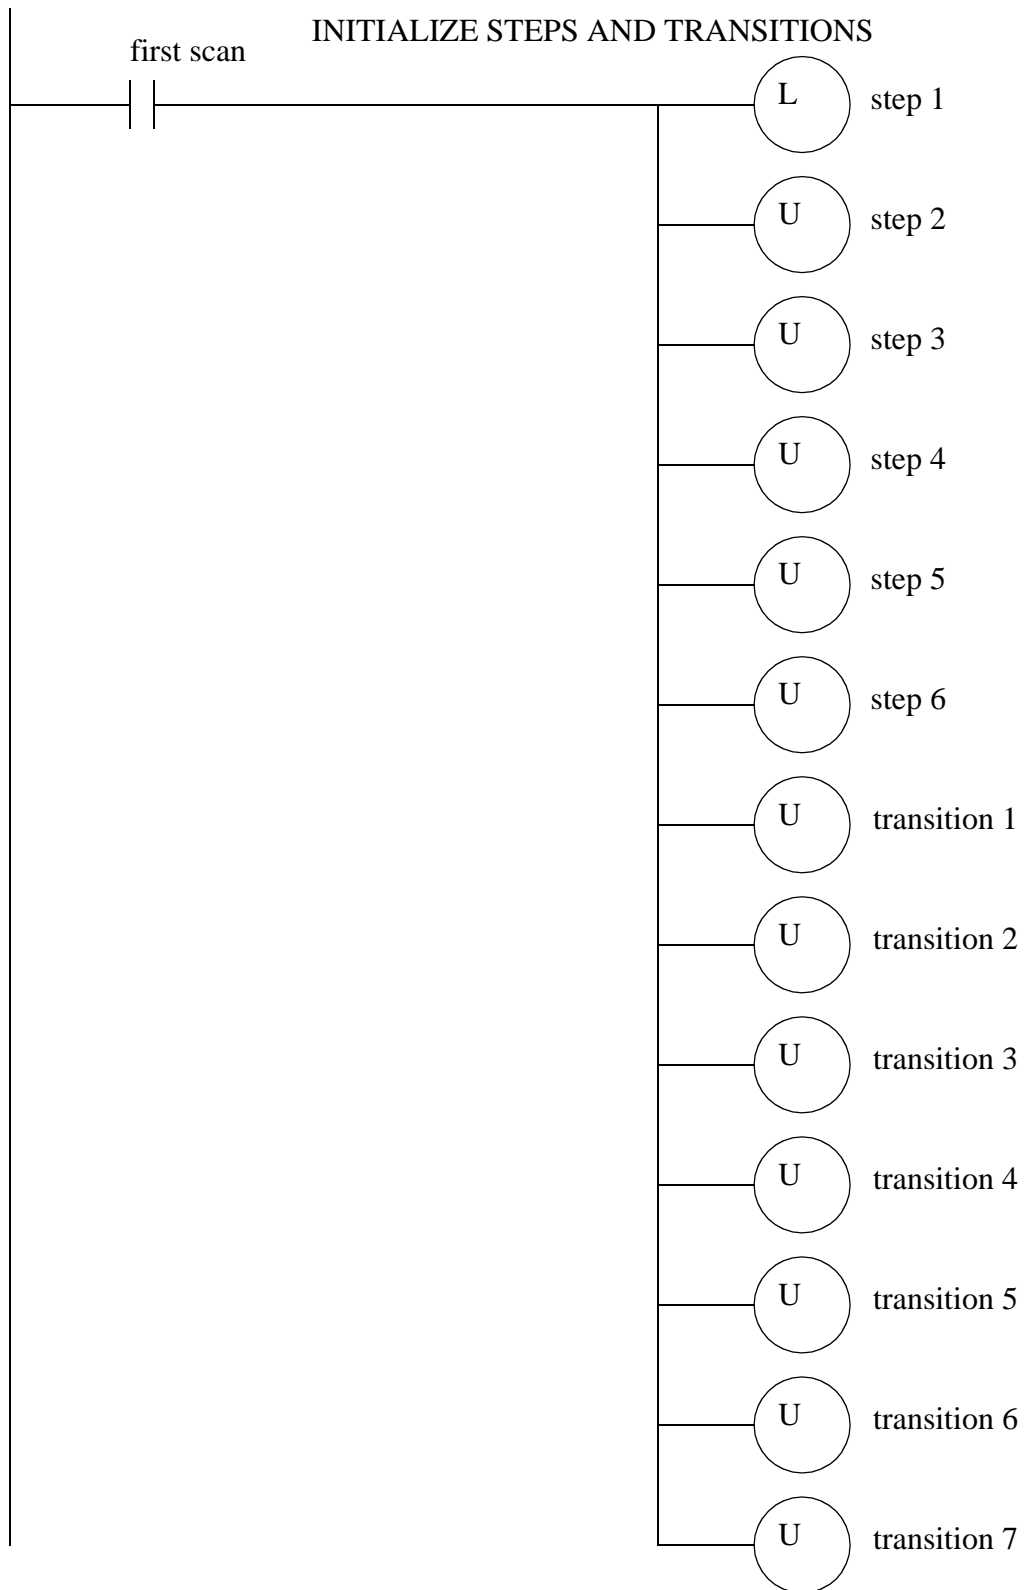 INITIALIZE STEPS AND TRANSITIONS
first scan
L step 1
U step 2
U step 3
U step 4
U step 5
U step 6
U transition 1
U transition 2
U transition 3
U transition 4
U transition 5
U transition 6
U transition 7